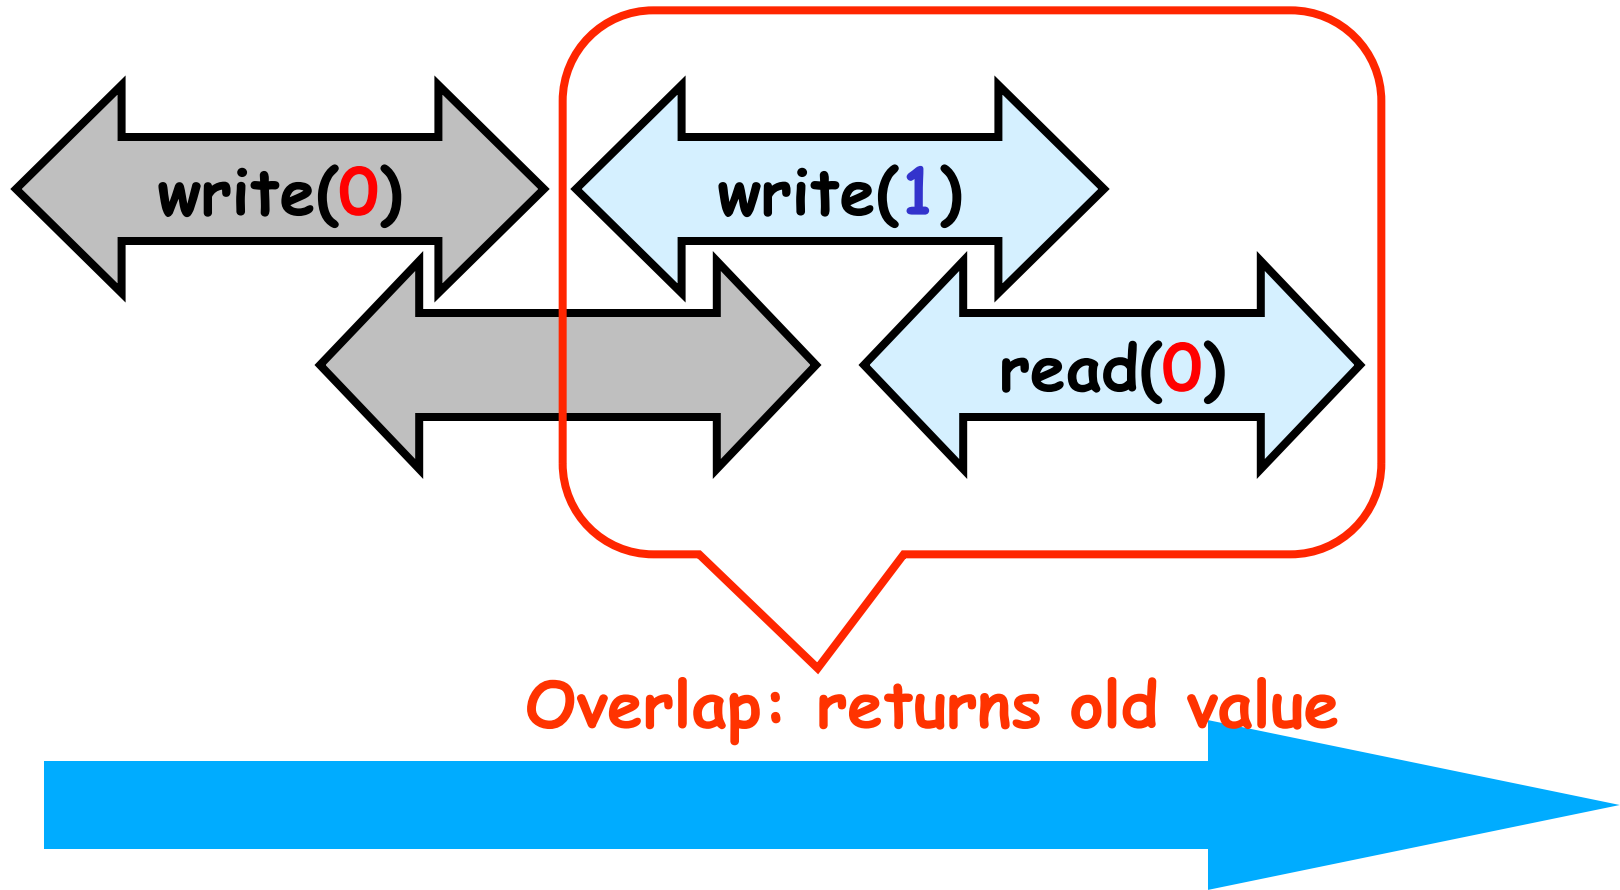 write(0) write(1)
read(0)
Overlap: returns old value